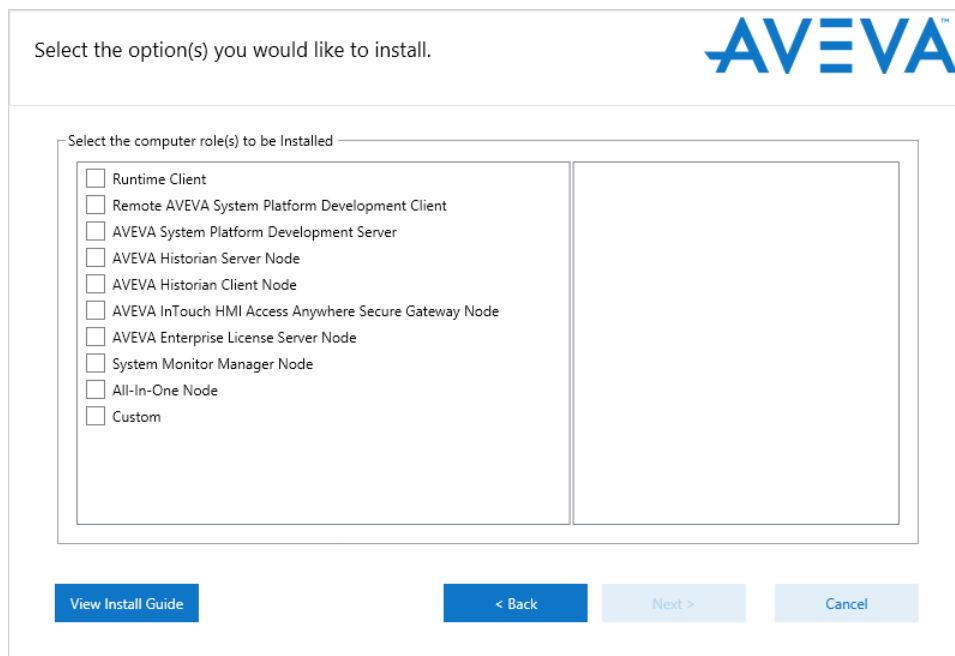 Select the option(s) you would like to install.
AVEVA™
Select the computer role(s) to be Installed
Runtime Client
Remote AVEVA System Platform Development Client
AVEVA System Platform Development Server
AVEVA Historian Server Node
AVEVA Historian Client Node
AVEVA InTouch HMI Access Anywhere Secure Gateway Node
AVEVA Enterprise License Server Node
System Monitor Manager Node
All-In-One Node
Custom
View Install Guide
< Back
Next >
Cancel